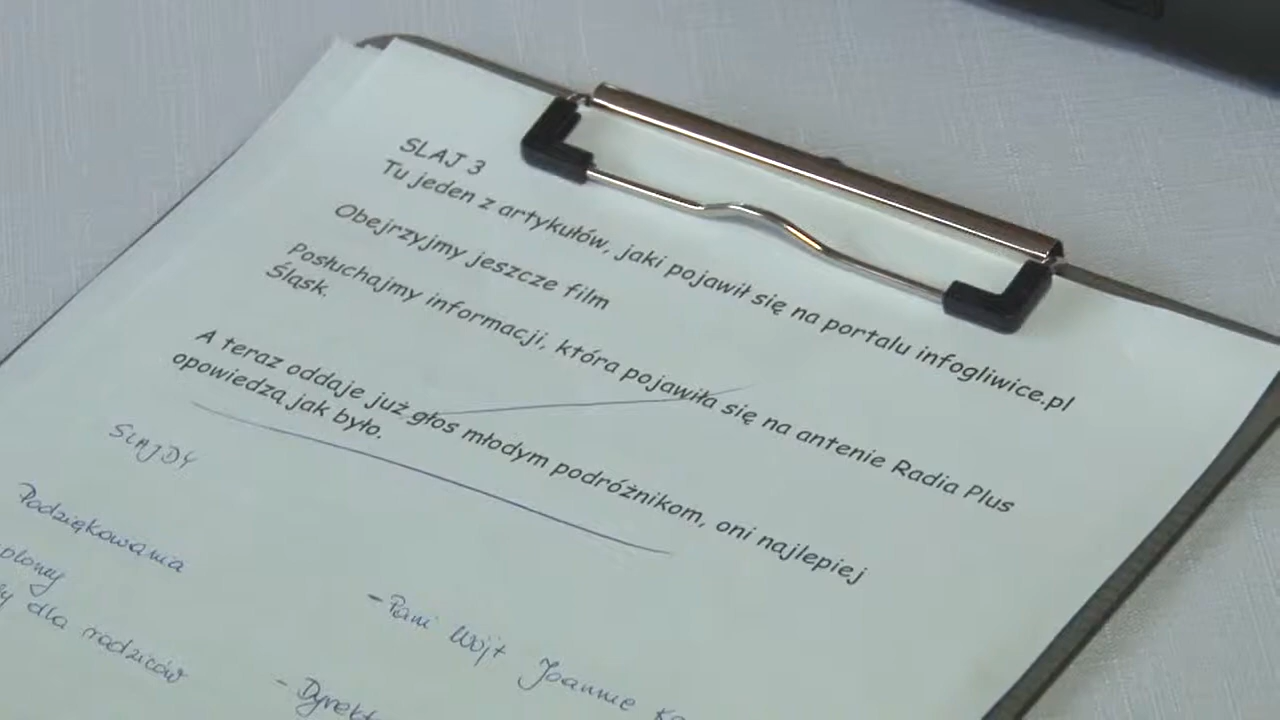 SLAJ 3
Tu jeden z artykułów, jaki pojawił się na portalu infogliwice.pl
Obejrzyjmy jeszcze film
Posłuchajmy informacji, która pojawiła się na antenie Radia Plus
Śląsk.
A teraz oddaje już głos młodym podróżnikom, oni najlepiej
opowiedzą jak było.
SLAJDY
Podziękowania
dla rodziców
- Pani Wójt Joannie
-